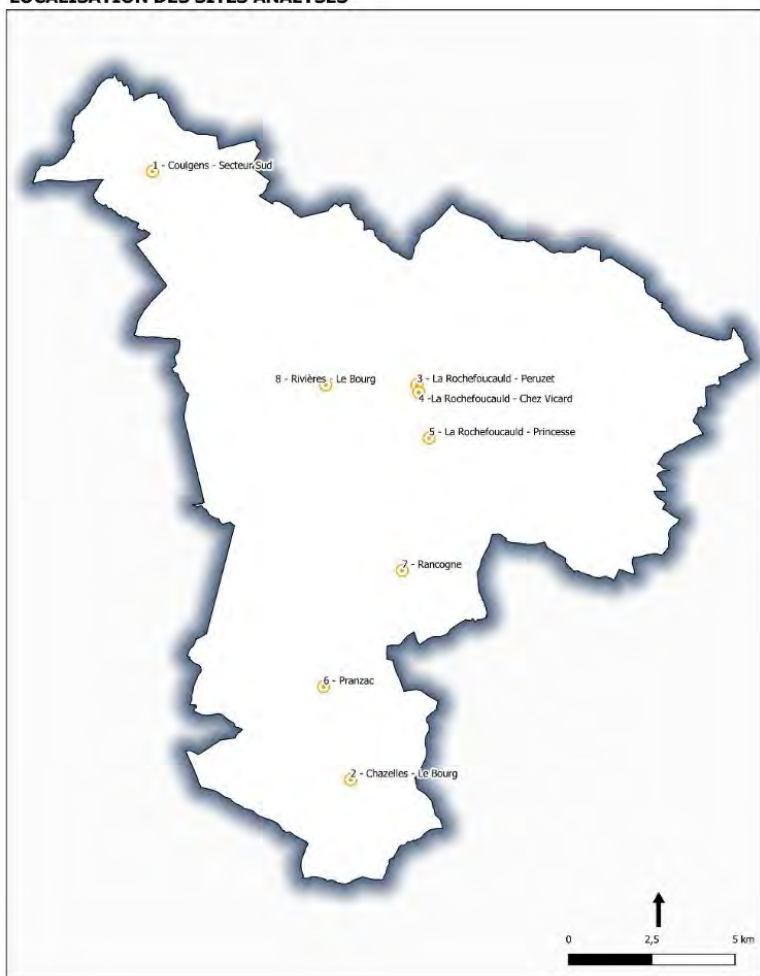 LOCALISATION DES SITES ANALYSES
1 - Coulgens - Secteur Sud
8 - Rivières - Le Bourg
3 - La Rochefoucauld - Peruzet
4 -La Rochefoucauld - Chez Vicard
5 - La Rochefoucauld - Princesse
7 - Rancogne
6 - Pranzac
2 - Chazelles - Le Bourg
0 2,5 5 km